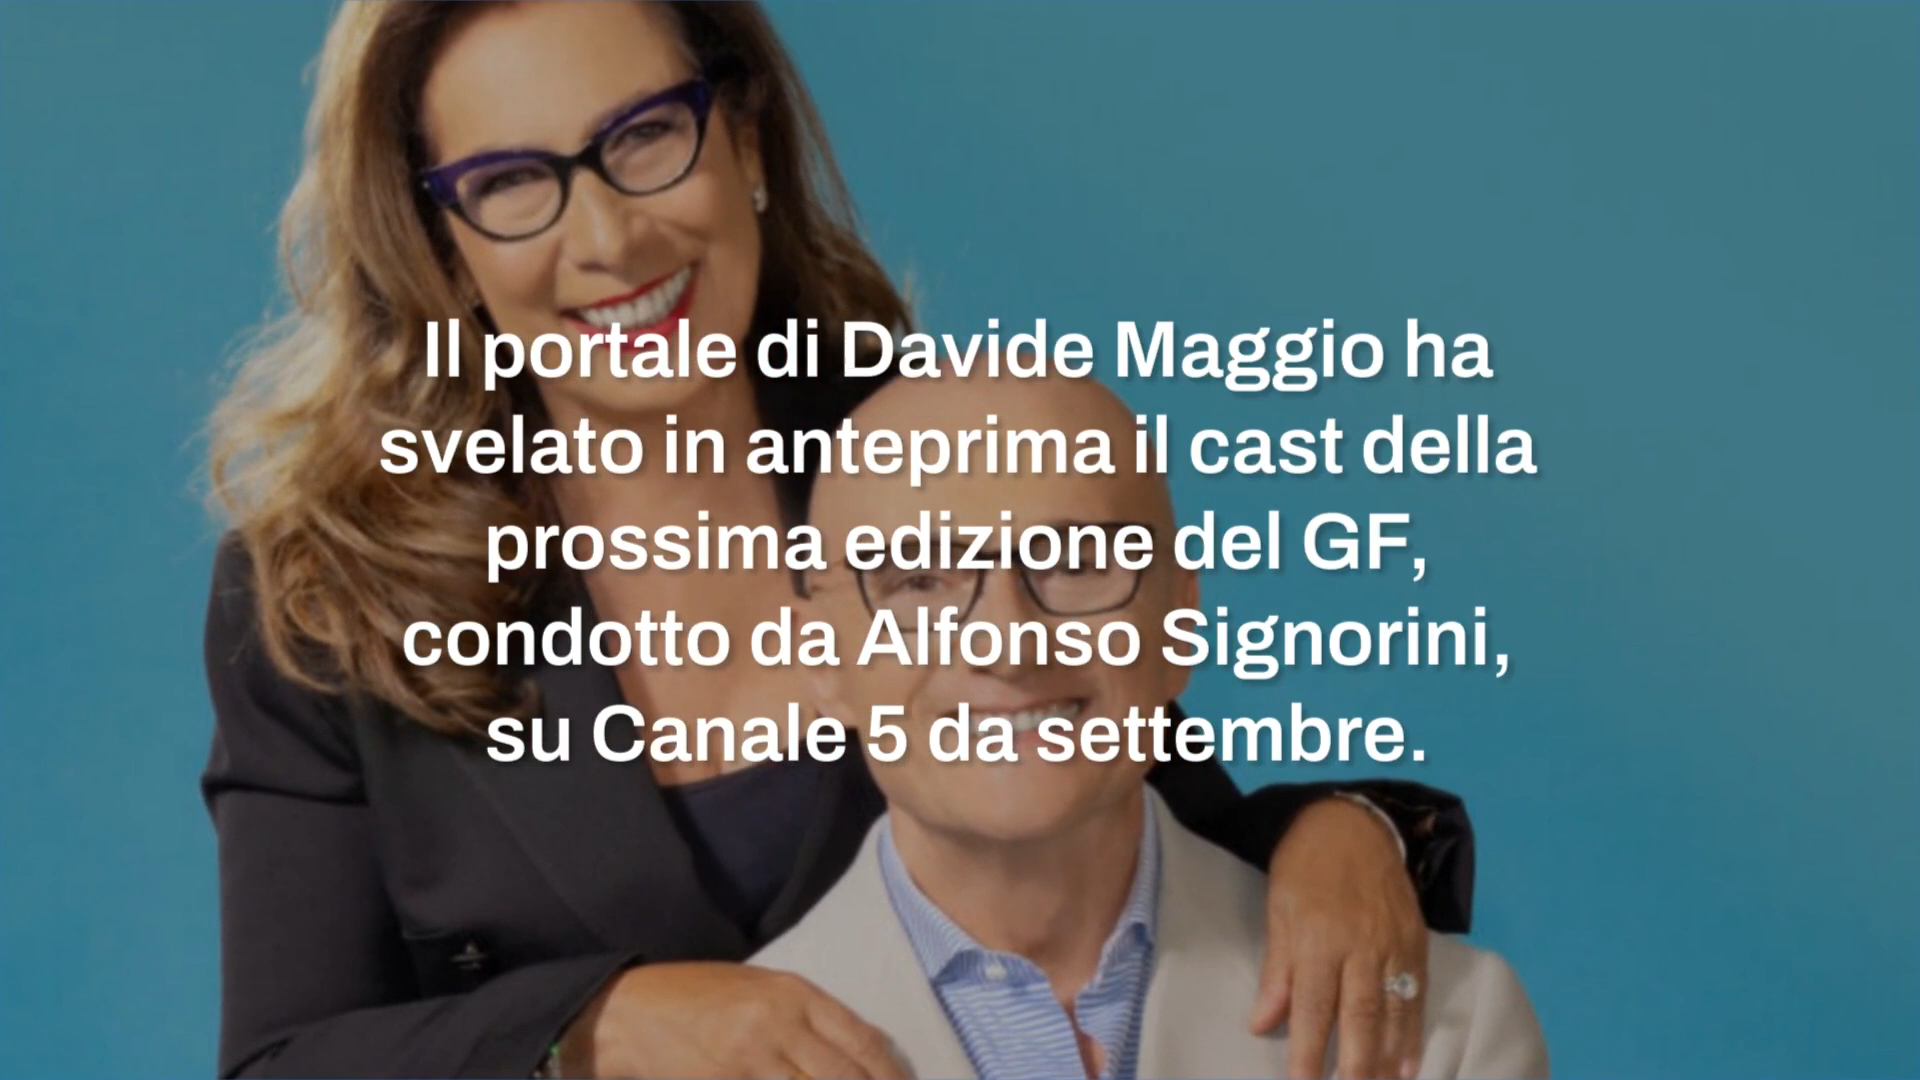 Il portale di Davide Maggio ha
svelato in anteprima il cast della
prossima edizione del GF,
condotto da Alfonso Signorini,
su Canale 5 da settembre.